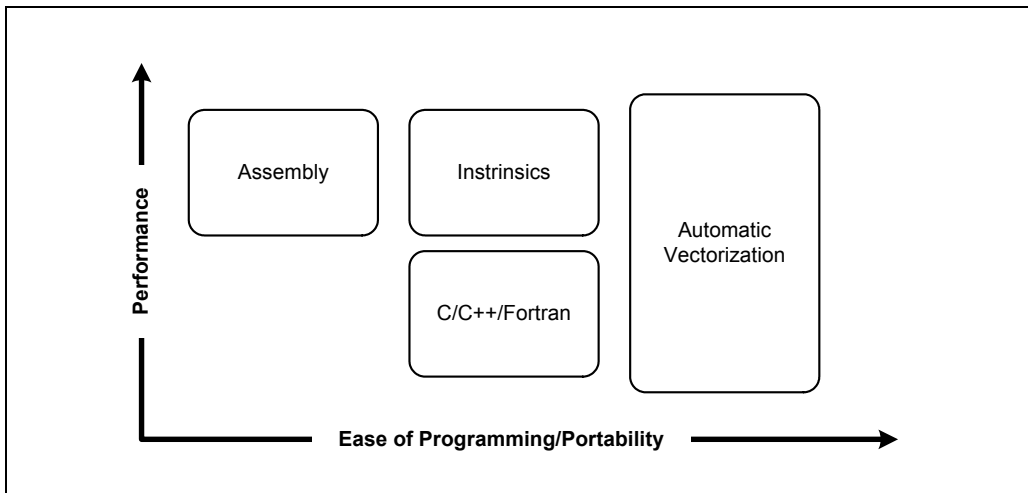 Performance
Assembly
Instrinsics
C/C++/Fortran
Automatic
Vectorization
Ease of Programming/Portability